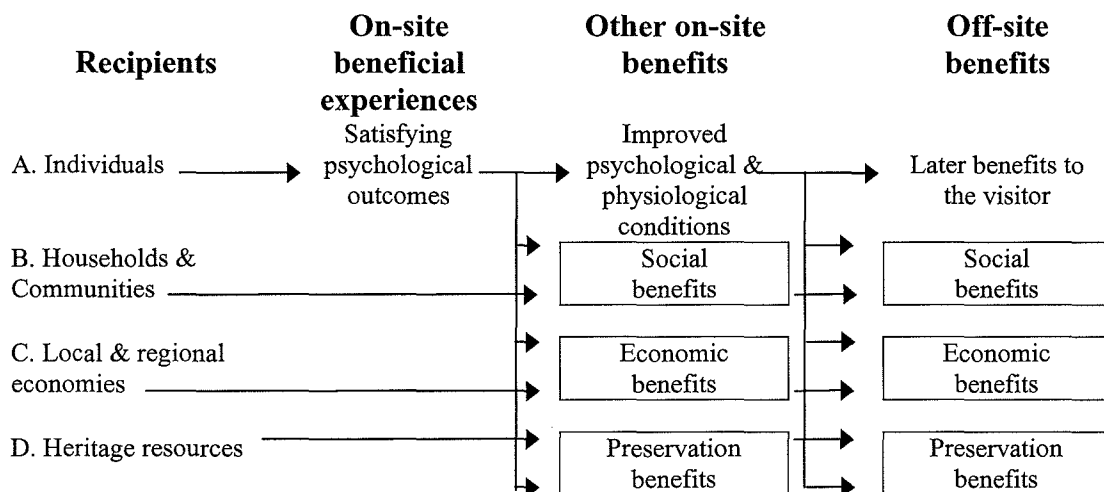 Recipients
On-site
beneficial
experiences
Other on-site
benefits
Off-site
benefits
A. Individuals
Satisfying
psychological
outcomes
Improved
psychological &
physiological
conditions
Later benefits to
the visitor
B. Households &
Communities
Social
benefits
Social
benefits
C. Local & regional
economies
Economic
benefits
Economic
benefits
D. Heritage resources
Preservation
benefits
Preservation
benefits